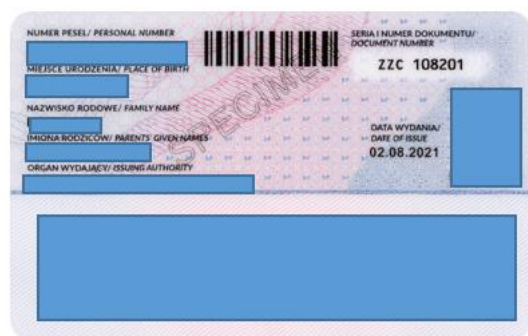 NUMER PESEL/ PERSONAL NUMBER
SERIA I NUMER DOKUMENTU/
DOCUMENT NUMBER
ZZC 108201
MIEJSCE URODZENIA/ PLACE OF BIRTH
NAZWISKO RODOWE/ FAMILY NAME
IMIONA RODZICÓW/ PARENTS' GIVEN NAMES
ORGAN WYDAJĄCY/ ISSUING AUTHORITY
DATA WYDANIA/
DATE OF ISSUE
02.08.2021
SPECIMEN